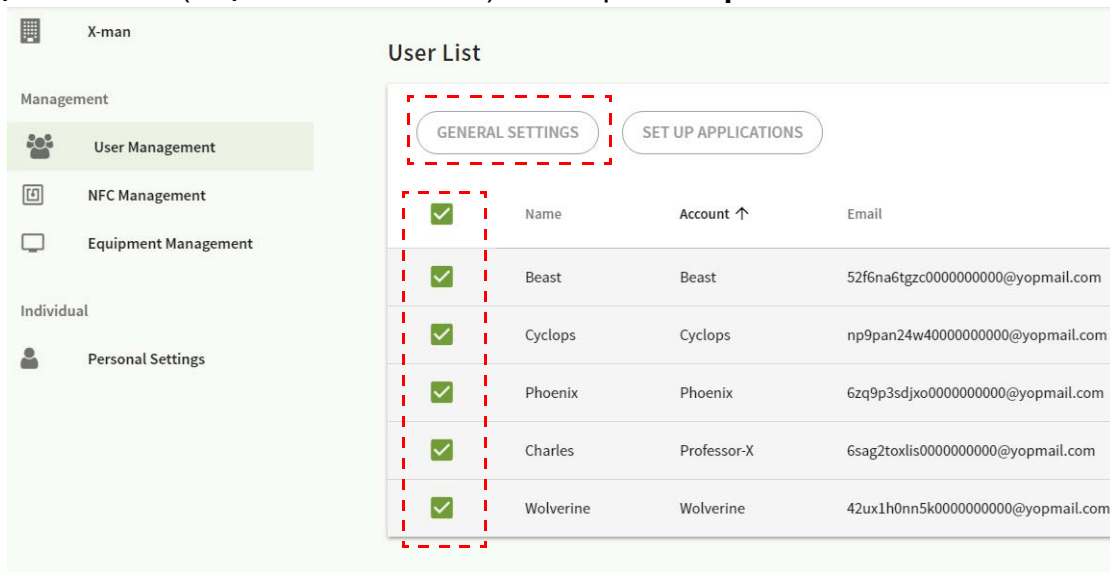 X-man
User List
Management
GENERAL SETTINGS SET UP APPLICATIONS
User Management
NFC Management
Name Account ↑ Email
Equipment Management
Beast Beast 52f6na6tgzc0000000000@yopmail.com
Individual
Cyclops Cyclops np9pan24w40000000000@yopmail.com
Personal Settings
Phoenix Phoenix 6zq9p3sdjxo0000000000@yopmail.com
Charles Professor-X 6sag2toxlis0000000000@yopmail.com
Wolverine Wolverine 42ux1h0nn5k0000000000@yopmail.com